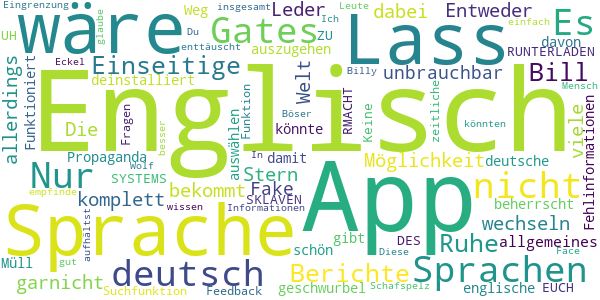 Eingrenzung Weg insgesamt Leute
UH wäre Gates Leder dabei Entweder Lass Es
glaube Ich ZU einfach davon
Du enttäuscht auszugehen RUNTERLADEN
allerdings Funktioniert Eckel Einseitige Welt Billy unbrauchbar Bill
deinstalliert Funktion Böser Mensch
Englisch
Die Fragen auswählen könnte RMACHT Keine zeitliche viele Fehlinformationen
Nur Propaganda besser In damit könnten
Wolf Stern Möglichkeit deutsche
SYSTEMS Fake gibt App nicht
komplett bekommt SKLAVEN beherrscht
Sprache wissen Informationen DES wechseln
empfinde schön Ruhe allgemeines
Müll aufhältst deutsch Berichte Diese Face Sprachen
garnicht gut Feedback geschwurbel Schafspelz englische EUCH
Suchfunktion